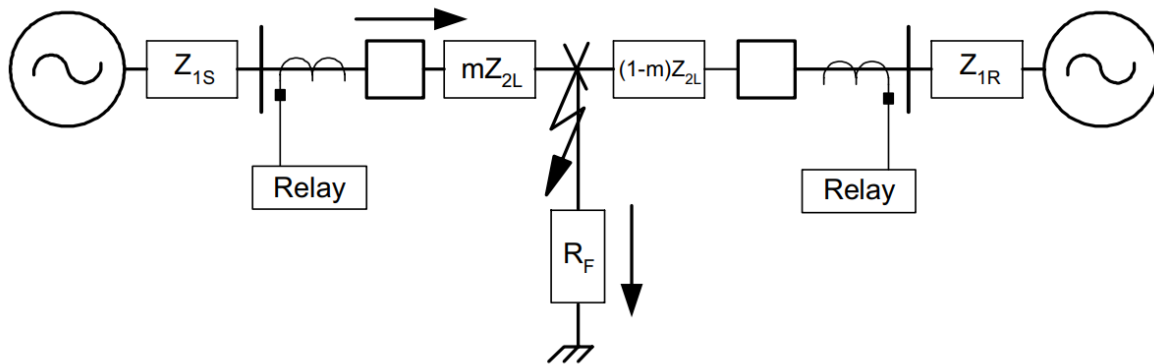 Z1S
mZ2L
(1-m)Z2L
Z1R
Relay
Relay
RF